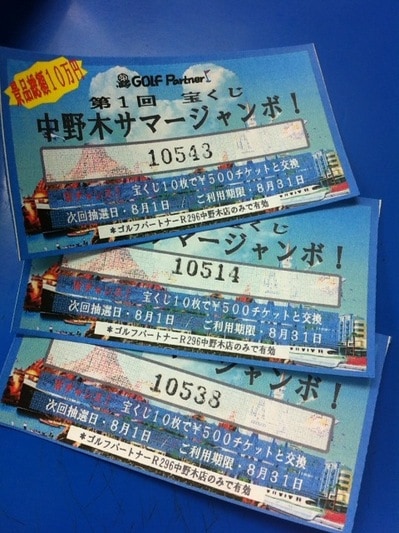 景品総額10万円
GOLF Partner
第1回 宝くじ
中野木サマージャンボ！
10543
宝くじ10枚で¥500チケットと交換
次回抽選日・8月1日 ご利用期限・8月31日
＊ゴルフパートナーR296中野木店のみで有効
サマージャンボ！
10514
宝くじ10枚で¥500チケットと交換
次回抽選日・8月1日 ご利用期限・8月31日
＊ゴルフパートナーR296中野木店のみで有効
ジャンボ！
10538
宝くじ10枚で¥500チケットと交換
次回抽選日・8月1日 ご利用期限・8月31日
＊ゴルフパートナーR296中野木店のみで有効